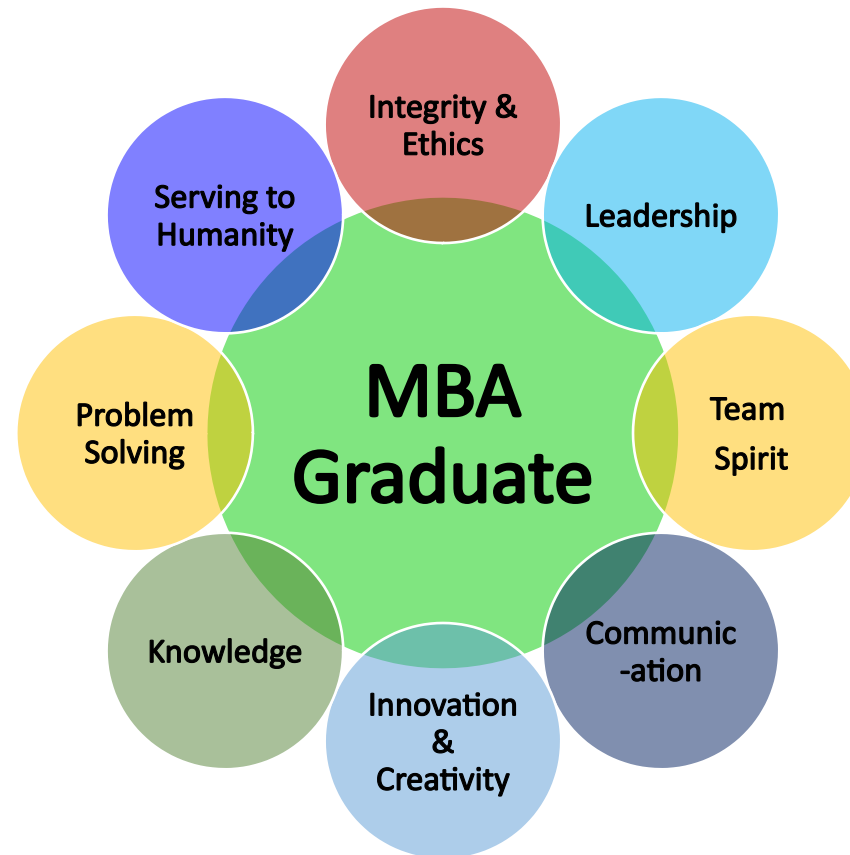 Integrity &
Ethics
Leadership
Team
Spirit
Communic
-ation
Innovation
&
Creativity
Knowledge
Problem
Solving
Serving to
Humanity
MBA
Graduate